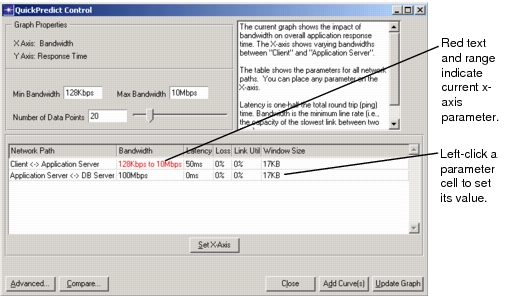 QuickPredict Control
Graph Properties
X Axis: Bandwidth
Y Axis: Response Time
Min Bandwidth 128Kbps Max Bandwidth 10Mbps
Number of Data Points 20
The current graph shows the impact of
bandwidth on overall application response
time. The X-axis shows varying bandwidths
between "Client" and "Application Server".
The table shows the parameters for all network
paths. You can place any parameter on the
X-axis.
Latency is one-half the total round trip (ping)
time. Bandwidth is the minimum line rate (i.e.,
the capacity of the slowest link between two
Red text
and range
indicate
current x-
axis
parameter.
Network Path Bandwidth Latency Loss Link Util Window Size
Client <-> Application Server 128Kbps to 10Mbps 50ms 0% 0% 17KB
Application Server <-> DB Server 100Mbps 0ms 0% 0% 17KB
Left-click a
parameter
cell to set
its value.
Set X-Axis
Advanced... Compare... Close Add Curve(s) Update Graph